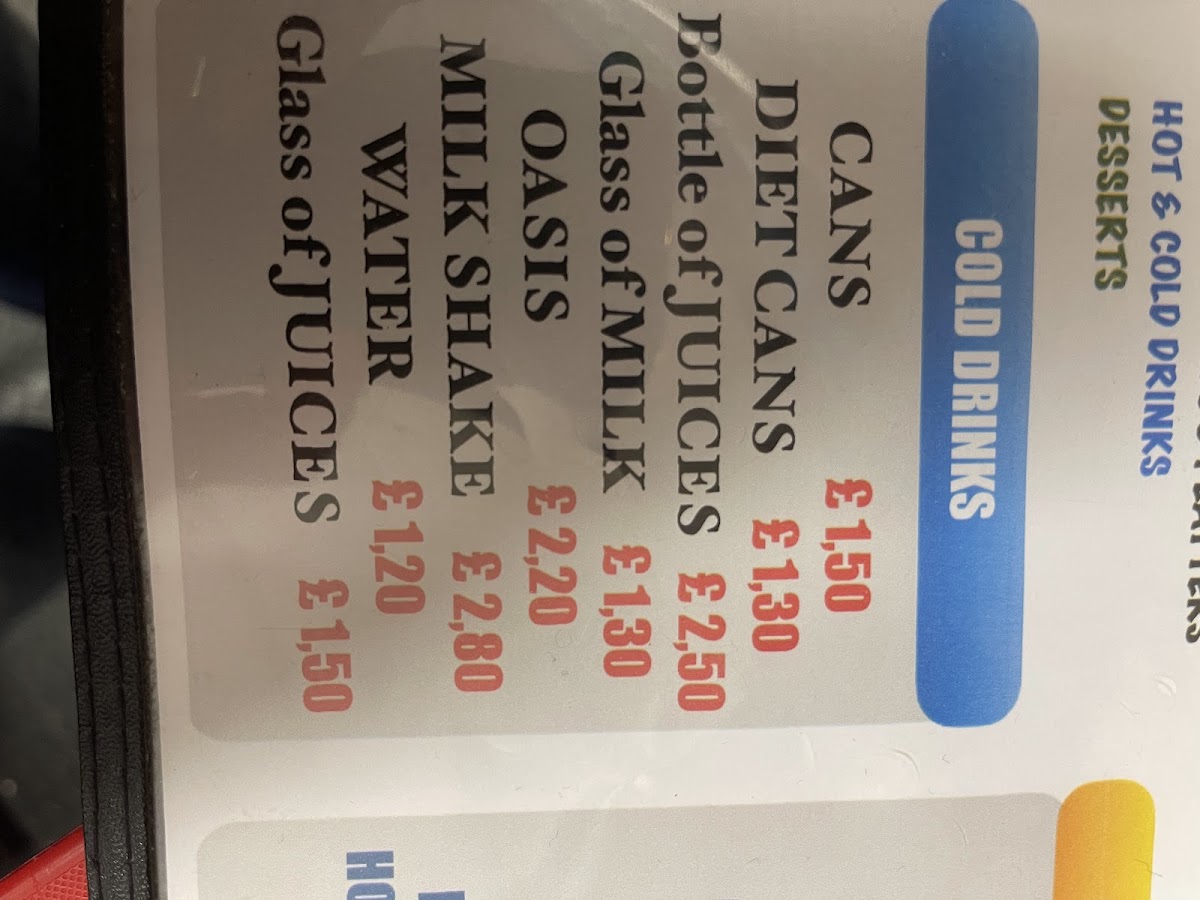 HOT & COLD DRINKS
DESSERTS
COLD DRINKS
CANS £ 1,50
DIET CANS £ 1,30
Bottle of JUICES £ 2,50
Glass of MILK £ 1,30
OASIS £ 2,20
MILK SHAKE £ 2,80
WATER £ 1,20
Glass of JUICES £ 1,50